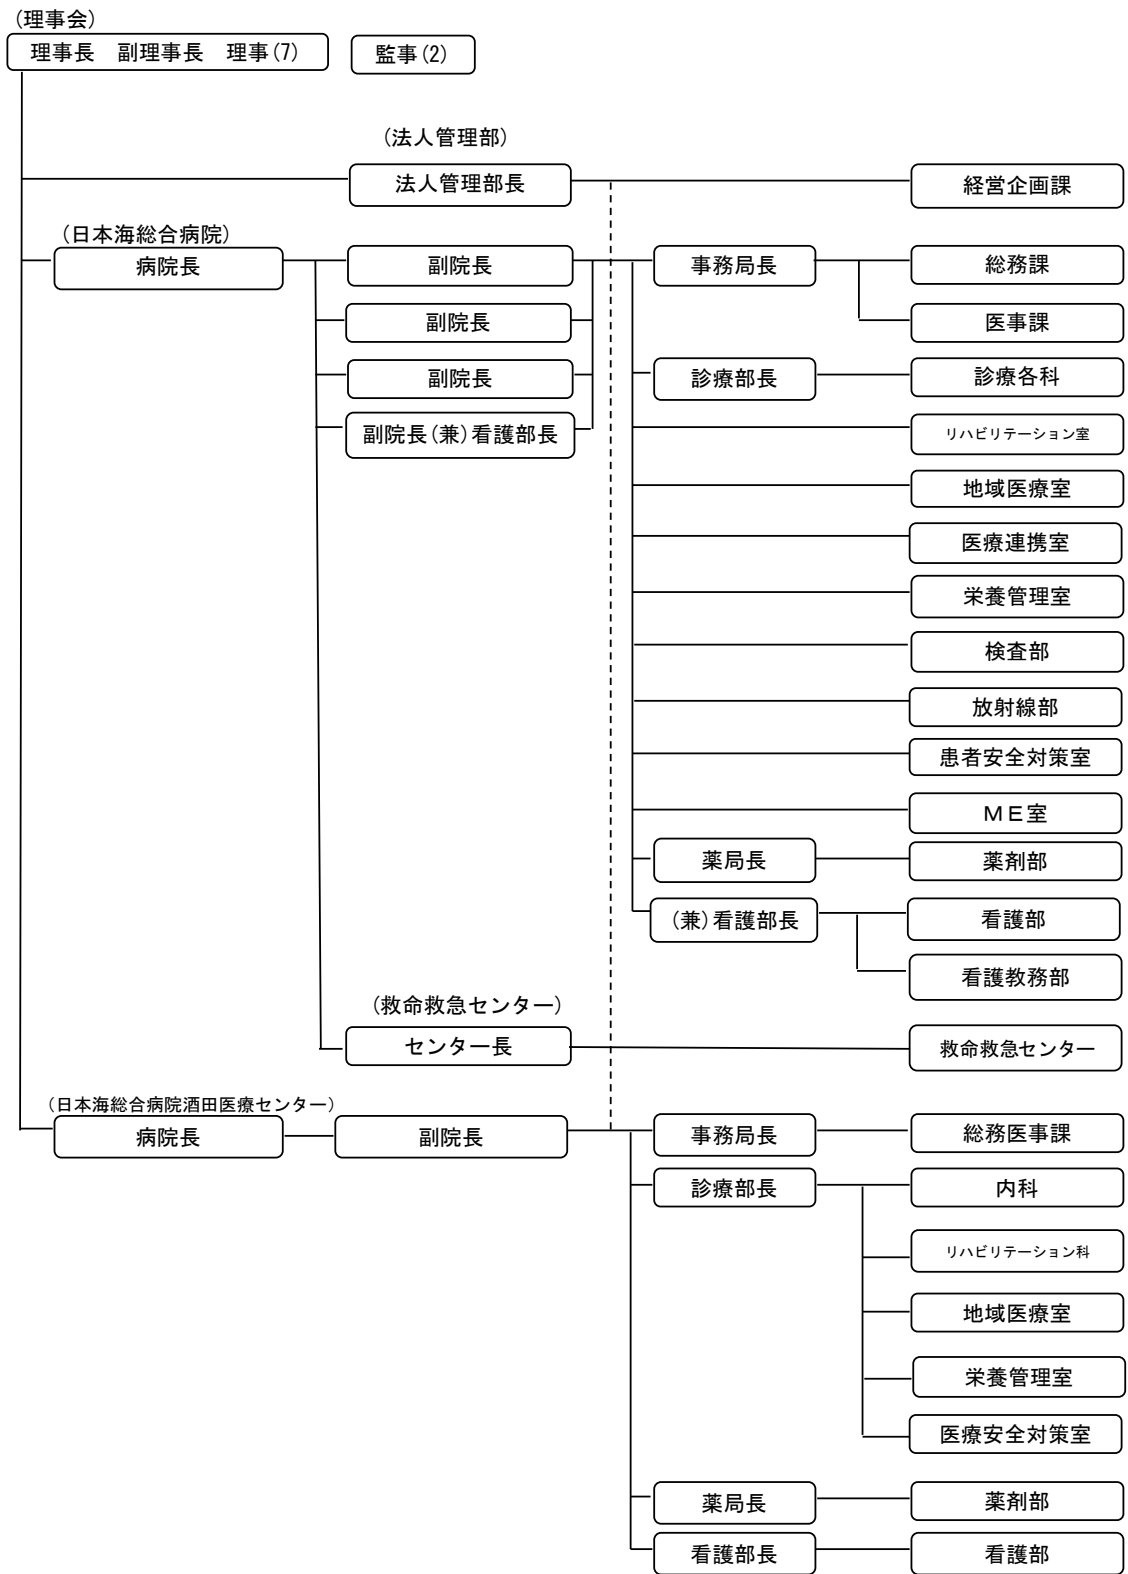 (理事会)
理事長　副理事長　理事(7)
監事(2)
(法人管理部)
法人管理部長
経営企画課
(日本海総合病院)
病院長
副院長
事務局長
総務課
副院長
医事課
副院長
診療部長
診療各科
副院長(兼)看護部長
リハビリテーション室
地域医療室
医療連携室
栄養管理室
検査部
放射線部
患者安全対策室
ＭＥ室
薬局長
薬剤部
(兼)看護部長
看護部
看護教務部
(救命救急センター)
センター長
救命救急センター
(日本海総合病院酒田医療センター)
病院長
副院長
事務局長
総務医事課
診療部長
内科
リハビリテーション科
地域医療室
栄養管理室
医療安全対策室
薬局長
薬剤部
看護部長
看護部